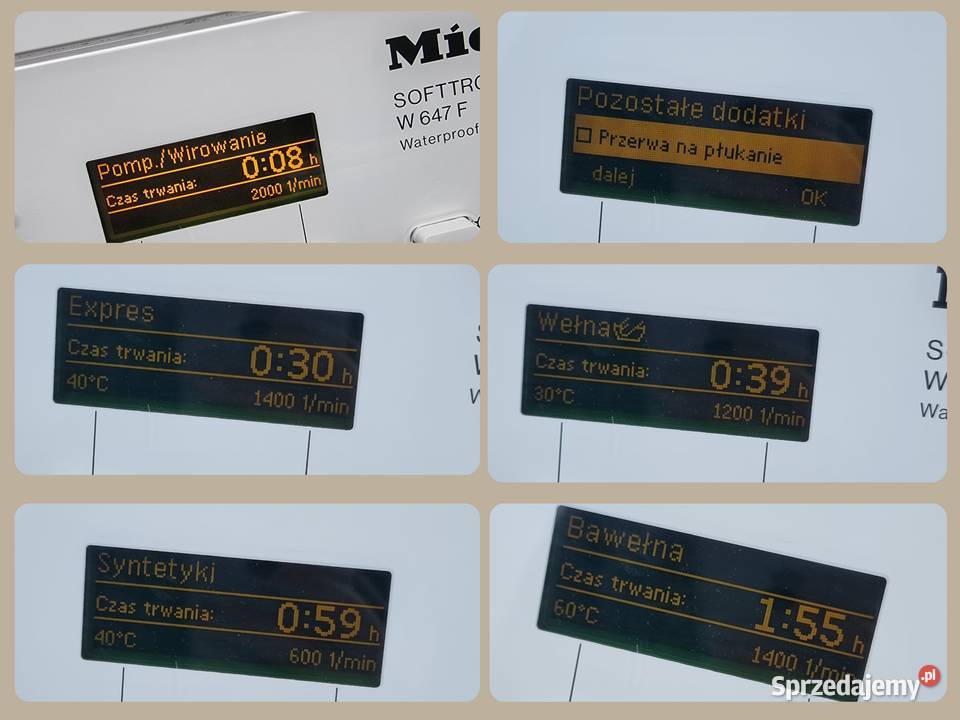 Mie
SOFTTRO
W 647 F
Waterproof
Pomp./Wirowanie
Czas trwania: 0:08 h
2000 1/min
Pozostałe dodatki
Przerwa na płukanie
dalej
OK
Expres
Czas trwania: 0:30 h
40°C 1400 1/min
Wełna
Czas trwania: 0:39 h
30°C 1200 1/min
S
W
Wa
Syntetyki
Czas trwania: 0:59 h
40°C 600 1/min
Bawełna
Czas trwania: 1:55 h
60°C 1400 1/min
Sprzedajemy.pl